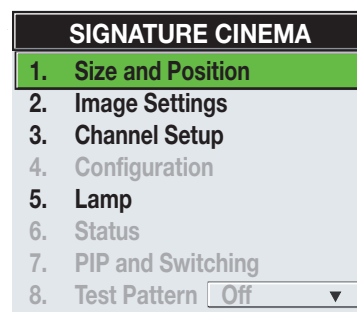 SIGNATURE CINEMA
1. Size and Position
2. Image Settings
3. Channel Setup
4. Configuration
5. Lamp
6. Status
7. PIP and Switching
8. Test Pattern Off ▼